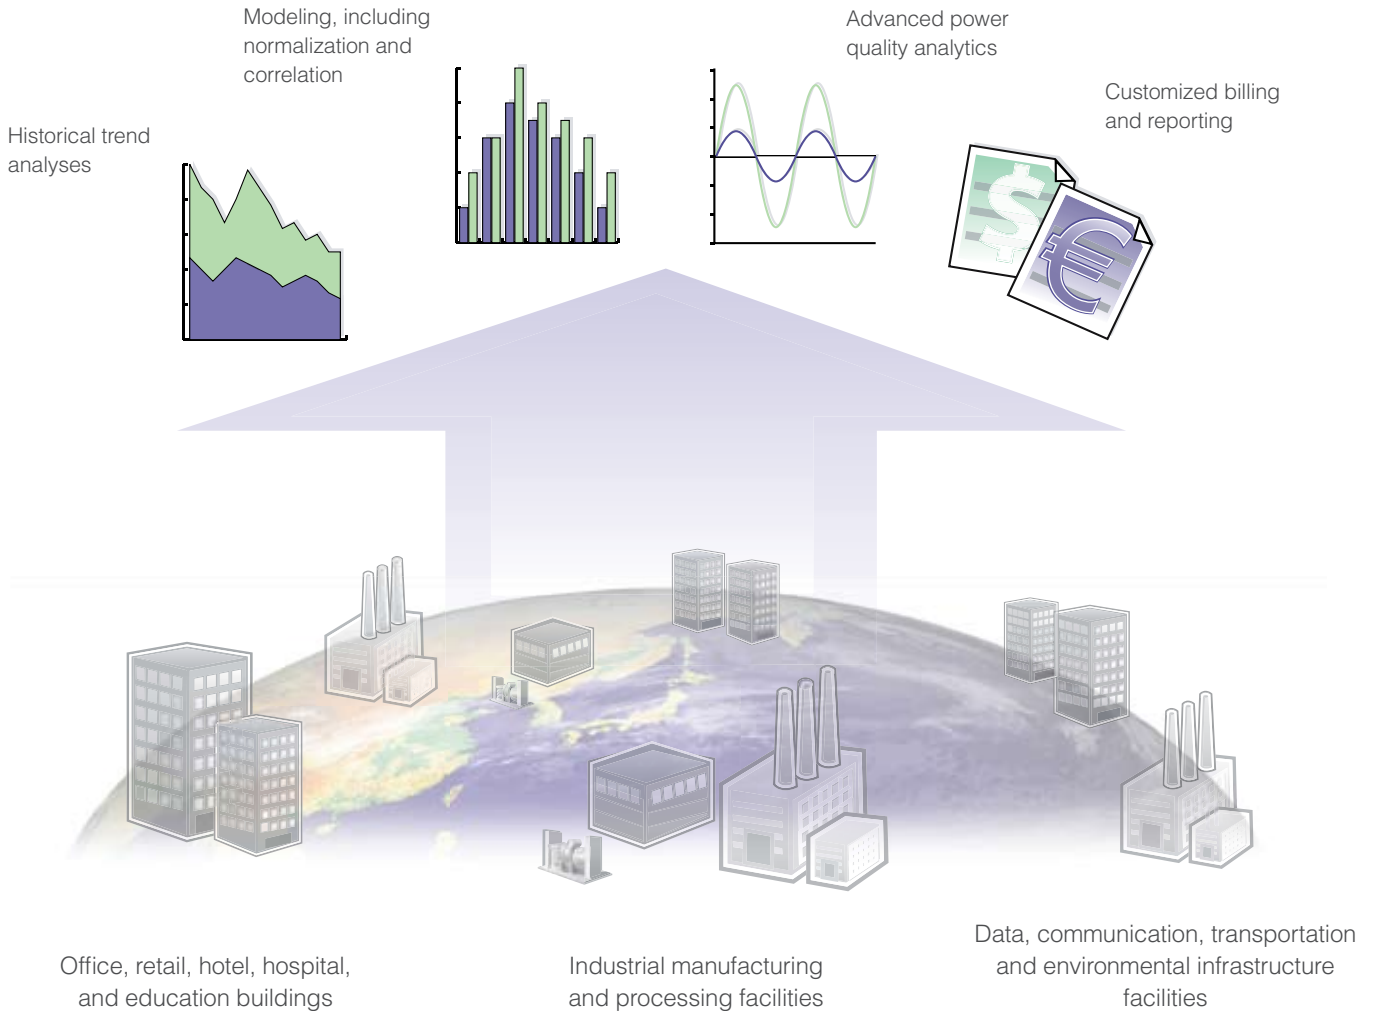 Modeling, including
normalization and
correlation
Advanced power
quality analytics
Customized billing
and reporting
Historical trend
analyses
$
€
Office, retail, hotel, hospital,
and education buildings
Industrial manufacturing
and processing facilities
Data, communication, transportation
and environmental infrastructure
facilities